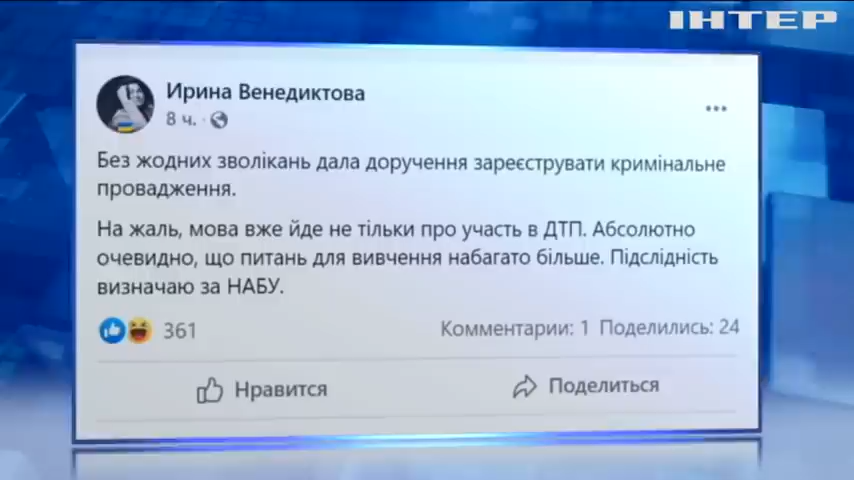 ІНТЕР
Ирина Венедиктова
8 ч. ·
Без жодних зволікань дала доручення зареєструвати кримінальне
провадження.
На жаль, мова вже йде не тільки про участь в ДТП. Абсолютно
очевидно, що питань для вивчення набагато більше. Підслідність
визначаю за НАБУ.
361 Комментарии: 1 Поделились: 24
Нравится Поделиться